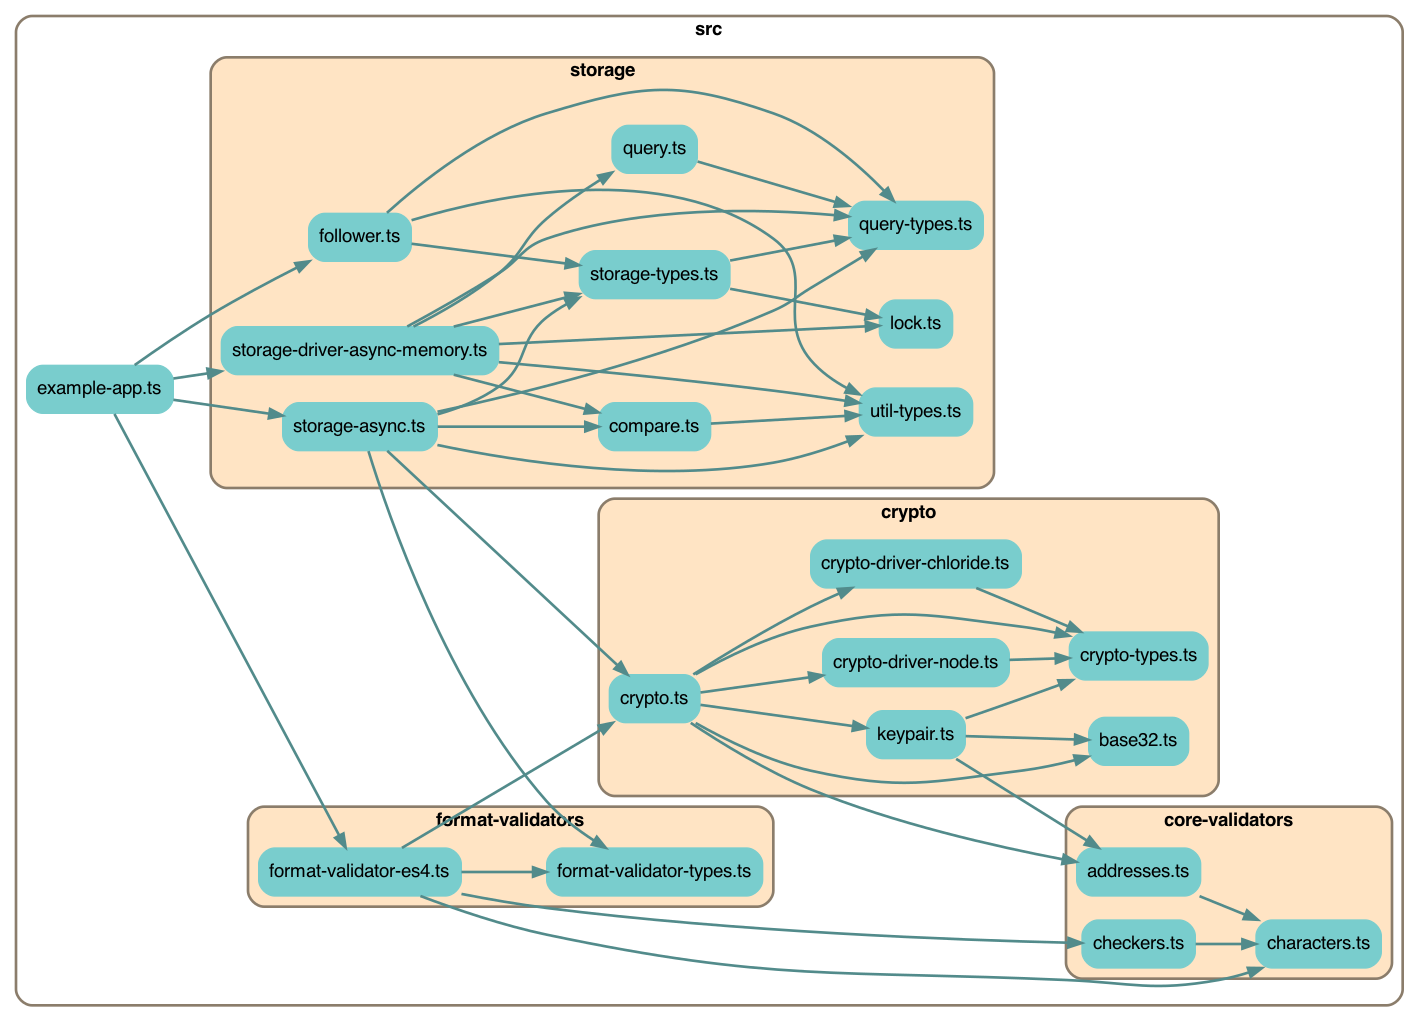 src
storage
query.ts
query-types.ts
follower.ts
storage-types.ts
lock.ts
storage-driver-async-memory.ts
example-app.ts
util-types.ts
storage-async.ts
compare.ts
crypto
crypto-driver-chloride.ts
crypto-types.ts
crypto-driver-node.ts
crypto.ts
keypair.ts
base32.ts
format-validators
format-validator-es4.ts
format-validator-types.ts
core-validators
addresses.ts
checkers.ts
characters.ts